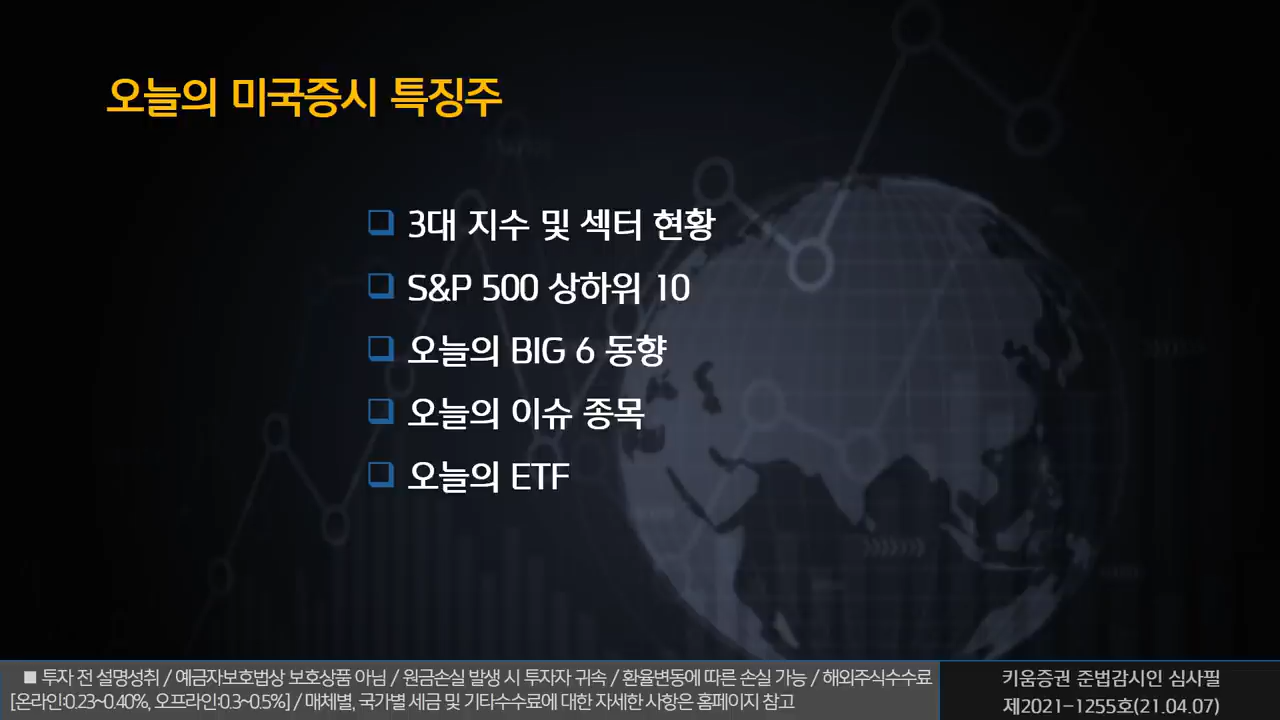 오늘의 미국증시 특징주
❑ 3대 지수 및 섹터 현황
❑ S&P 500 상하위 10
❑ 오늘의 BIG 6 동향
❑ 오늘의 이슈 종목
❑ 오늘의 ETF
■ 투자 전 설명청취 / 예금자보호법상 보호상품 아님 / 원금손실 발생 시 투자자 귀속 / 환율변동에 따른 손실 가능 / 해외주식수수료
[온라인:0.23~0.40%, 오프라인:0.3~0.5%] / 매체별, 국가별 세금 및 기타수수료에 대한 자세한 사항은 홈페이지 참고
키움증권 준법감시인 심사필
제2021-1255호(21.04.07)